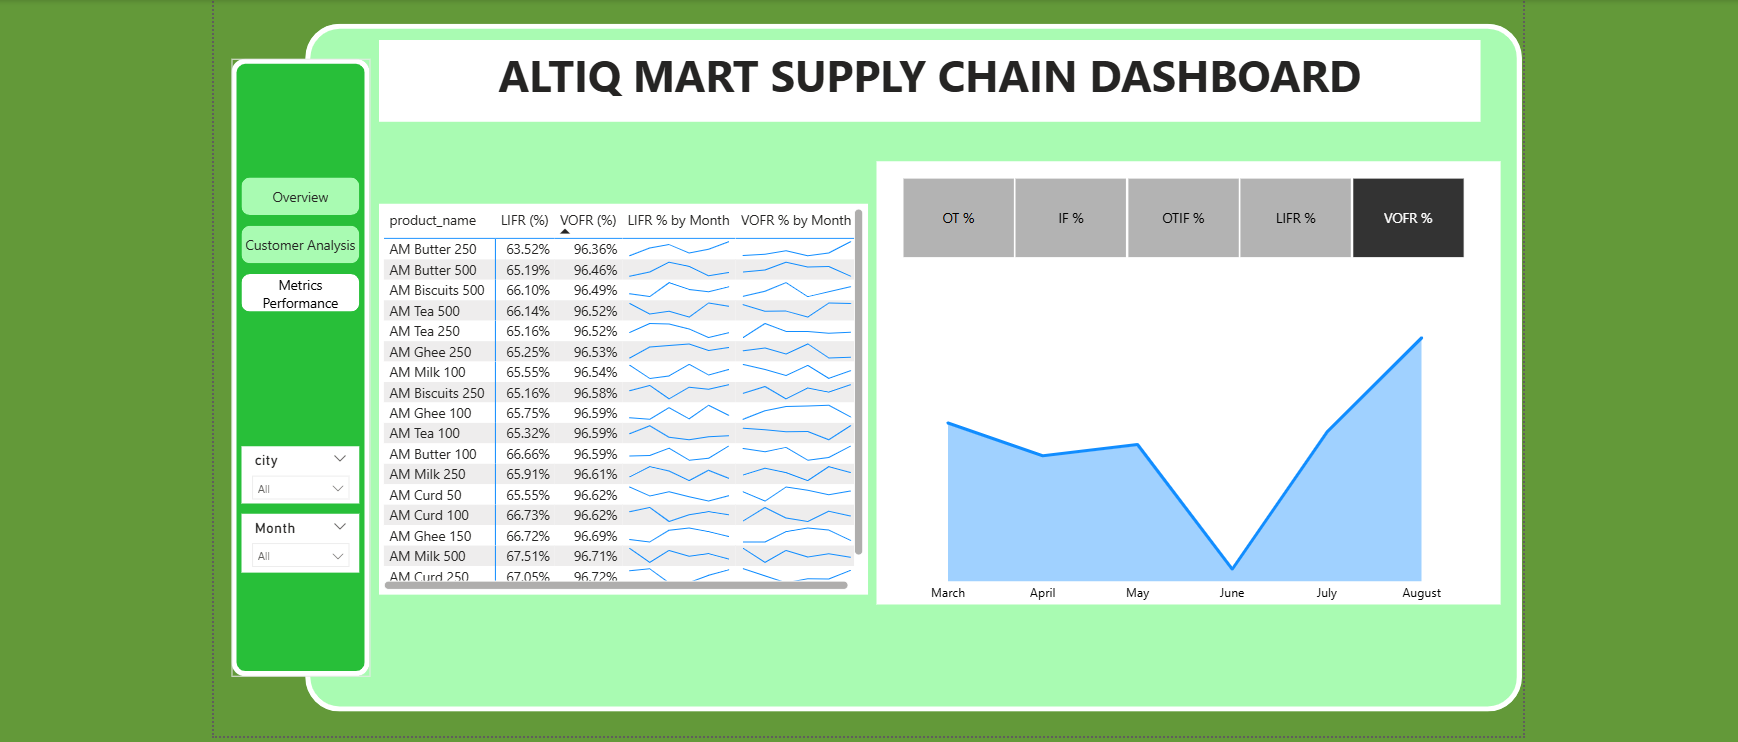 ALTIQ MART SUPPLY CHAIN DASHBOARD
Overview
Customer Analysis
Metrics
Performance
city
All
Month
All
product_name LIFR (%) VOFR (%) LIFR % by Month VOFR % by Month
AM Butter 250 63.52% 96.36%
AM Butter 500 65.19% 96.46%
AM Biscuits 500 66.10% 96.49%
AM Tea 500 66.14% 96.52%
AM Tea 250 65.16% 96.52%
AM Ghee 250 65.25% 96.53%
AM Milk 100 65.55% 96.54%
AM Biscuits 250 65.16% 96.58%
AM Ghee 100 65.75% 96.59%
AM Tea 100 65.32% 96.59%
AM Butter 100 66.66% 96.59%
AM Milk 250 65.91% 96.61%
AM Curd 50 65.55% 96.62%
AM Curd 100 66.73% 96.62%
AM Ghee 150 66.72% 96.69%
AM Milk 500 67.51% 96.71%
AM Curd 250 67.05% 96.72%
OT % IF % OTIF % LIFR % VOFR %
March April May June July August